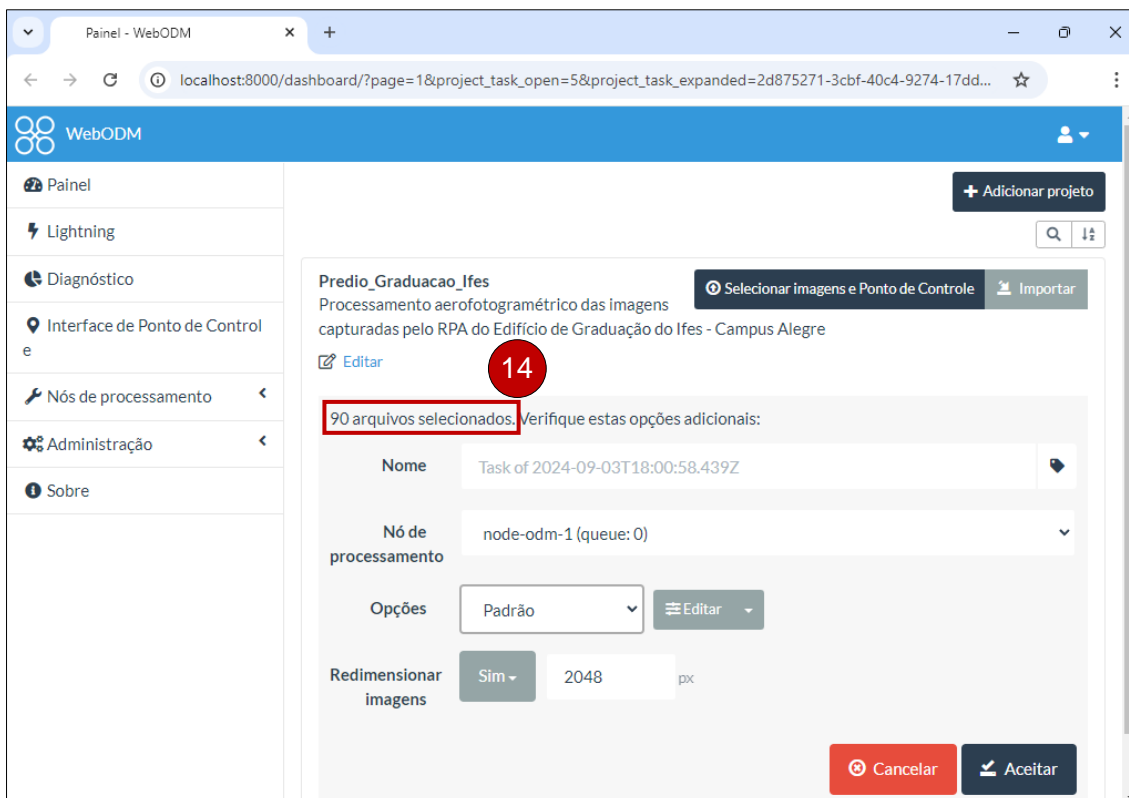 Painel - WebODM
localhost:8000/dashboard/?page=1&project_task_open=5&project_task_expanded=2d875271-3cbf-40c4-9274-17dd...
WebODM
Painel
Lightning
Diagnóstico
Interface de Ponto de Control
e
Nós de processamento
Administração
Sobre
Adicionar projeto
Predio_Graduacao_Ifes
Selecionar imagens e Ponto de Controle
Importar
Processamento aerofotogramétrico das imagens
capturadas pelo RPA do Edifício de Graduação do Ifes - Campus Alegre
Editar
14
90 arquivos selecionados. Verifique estas opções adicionais:
Nome
Task of 2024-09-03T18:00:58.439Z
Nó de
processamento
node-odm-1 (queue: 0)
Opções
Padrão
Editar
Redimensionar
imagens
Sim
2048
px
Cancelar
Aceitar